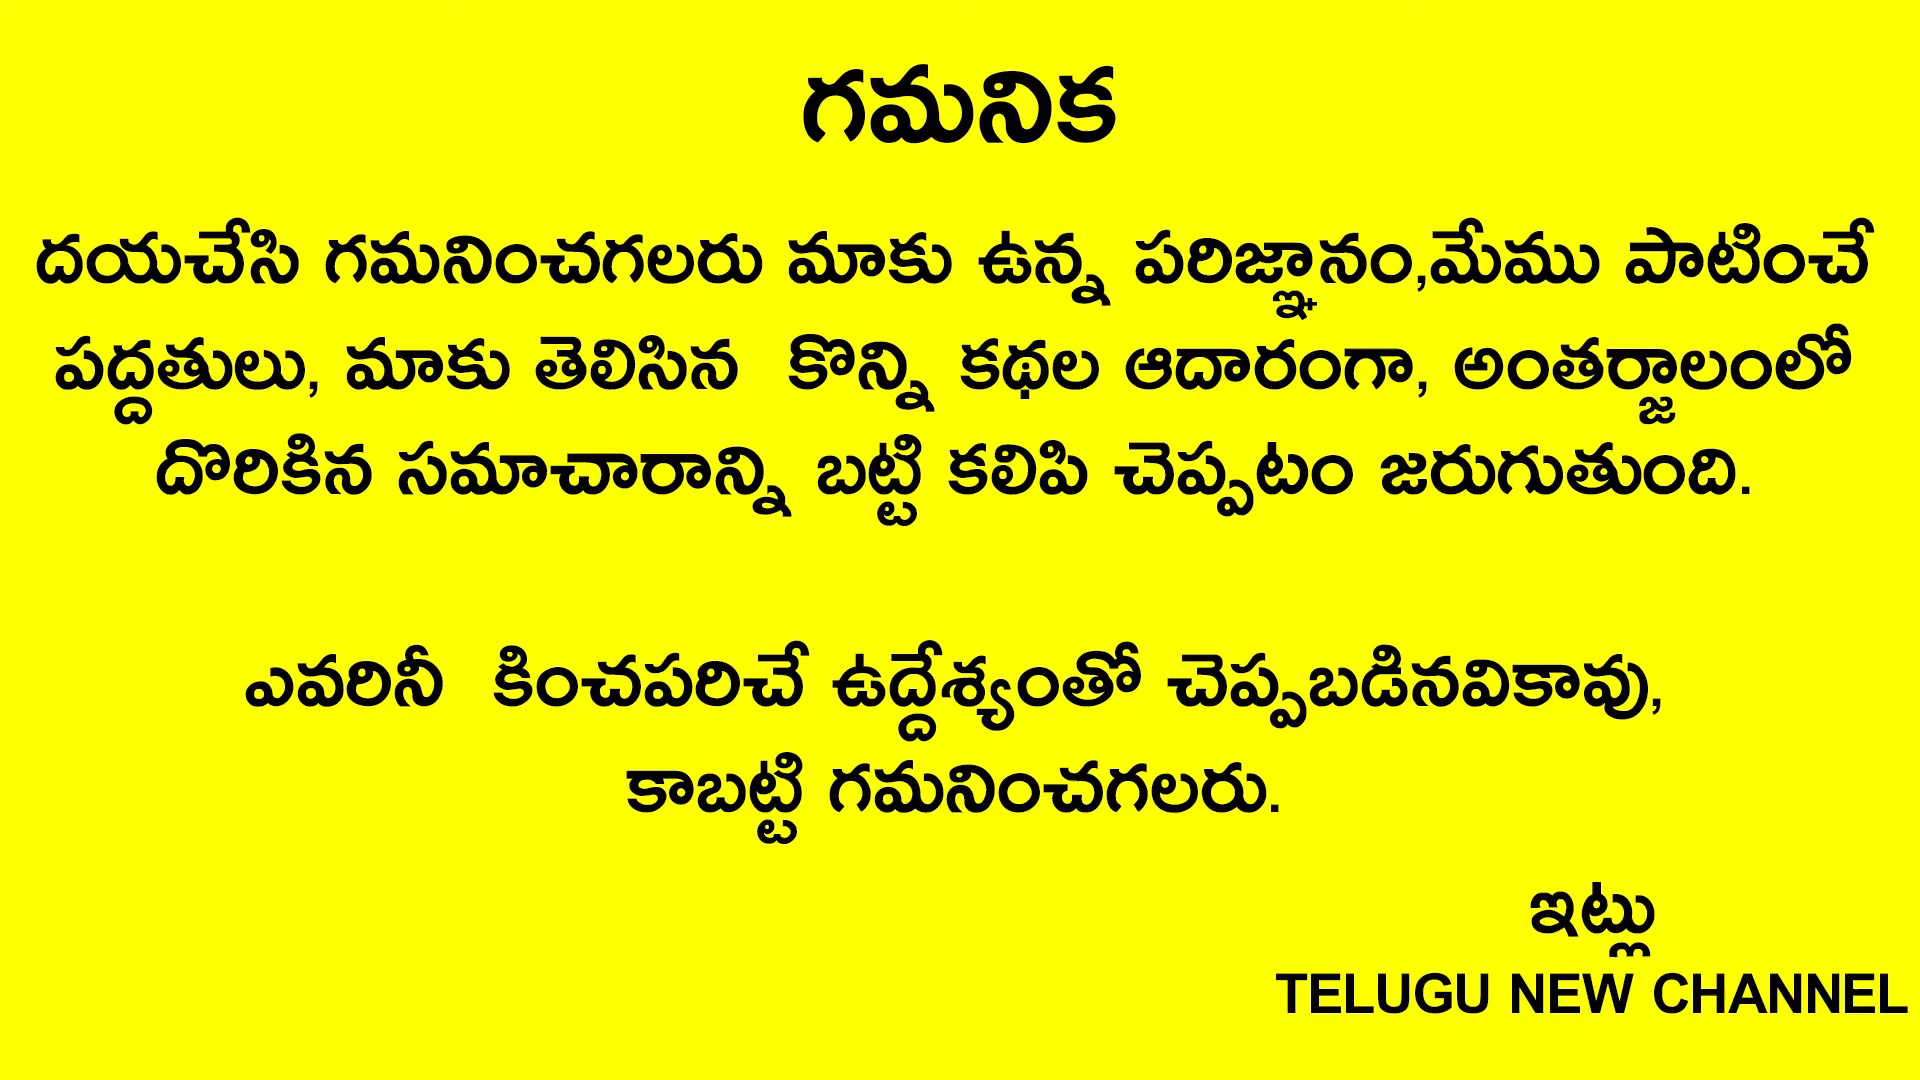 గమనిక
దయచేసి గమనించగలరు మాకు ఉన్న పరిజ్ఞానం,మేము పాటించే
పద్దతులు, మాకు తెలిసిన కొన్ని కథల ఆదారంగా, అంతర్జాలంలో
దొరికిన సమాచారాన్ని బట్టి కలిపి చెప్పటం జరుగుతుంది.
ఎవరినీ కించపరిచే ఉద్దేశ్యంతో చెప్పబడినవికావు,
కాబట్టి గమనించగలరు.
ఇట్లు
TELUGU NEW CHANNEL